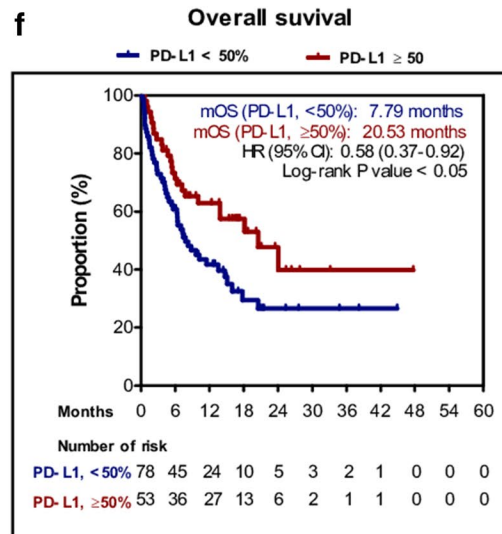 f
Overall suvival
PD-L1 < 50% PD-L1 ≥ 50
mOS (PD-L1, <50%): 7.79 months
mOS (PD-L1, ≥50%): 20.53 months
HR (95% CI): 0.58 (0.37-0.92)
Log-rank P value < 0.05
Proportion (%)
100
80
60
40
20
0
Months 0 6 12 18 24 30 36 42 48 54 60
Number of risk
PD-L1, <50% 78 45 24 10 5 3 2 1 0 0 0
PD-L1, ≥50% 53 36 27 13 6 2 1 1 0 0 0